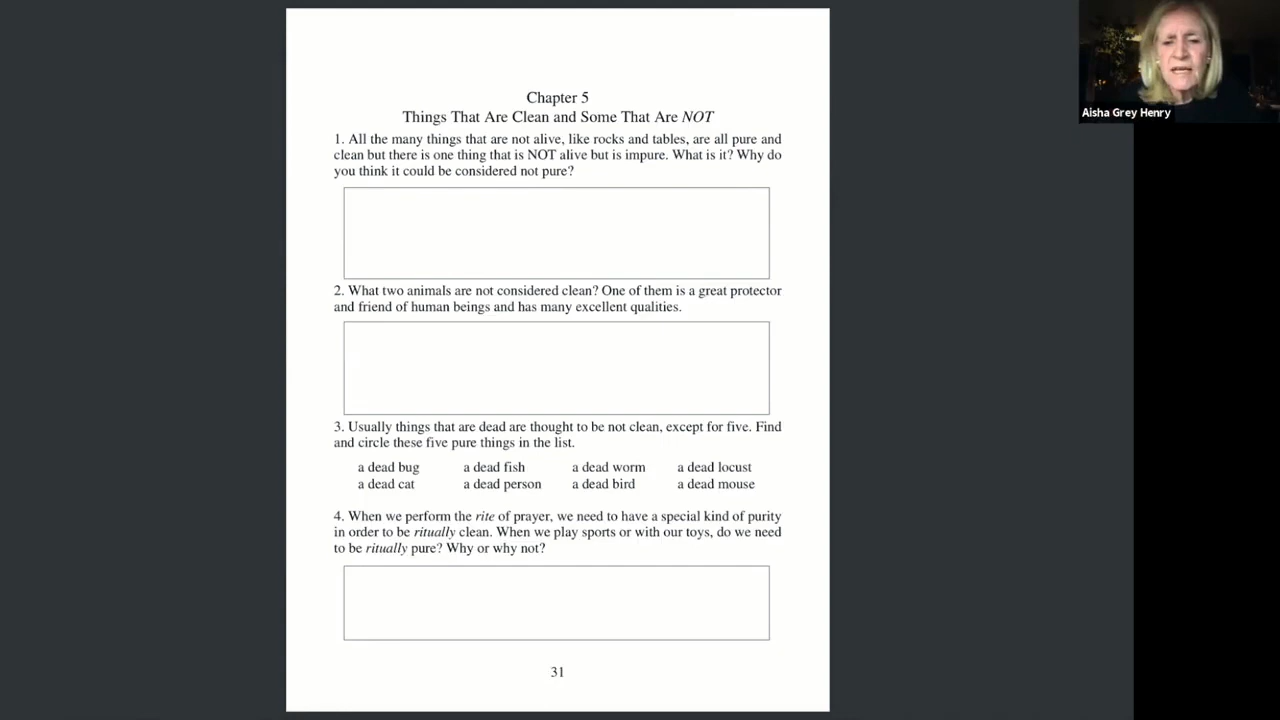 Chapter 5
Things That Are Clean and Some That Are NOT
1. All the many things that are not alive, like rocks and tables, are all pure and
clean but there is one thing that is NOT alive but is impure. What is it? Why do
you think it could be considered not pure?
2. What two animals are not considered clean? One of them is a great protector
and friend of human beings and has many excellent qualities.
3. Usually things that are dead are thought to be not clean, except for five. Find
and circle these five pure things in the list.
a dead bug a dead fish a dead worm a dead locust
a dead cat a dead person a dead bird a dead mouse
4. When we perform the rite of prayer, we need to have a special kind of purity
in order to be ritually clean. When we play sports or with our toys, do we need
to be ritually pure? Why or why not?
31
Aisha Grey Henry